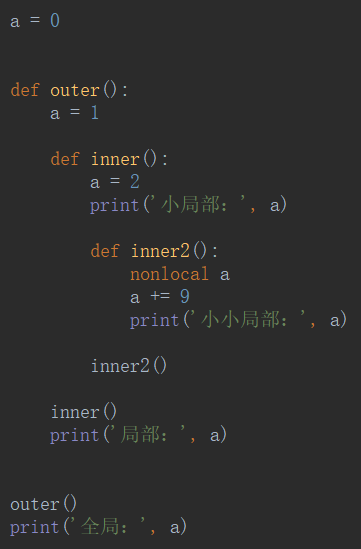 a = 0
def outer():
    a = 1
    def inner():
        a = 2
        print('小局部：', a)
        def inner2():
            nonlocal a
            a += 9
            print('小小局部：', a)
        inner2()
    inner()
    print('局部：', a)
outer()
print('全局：', a)